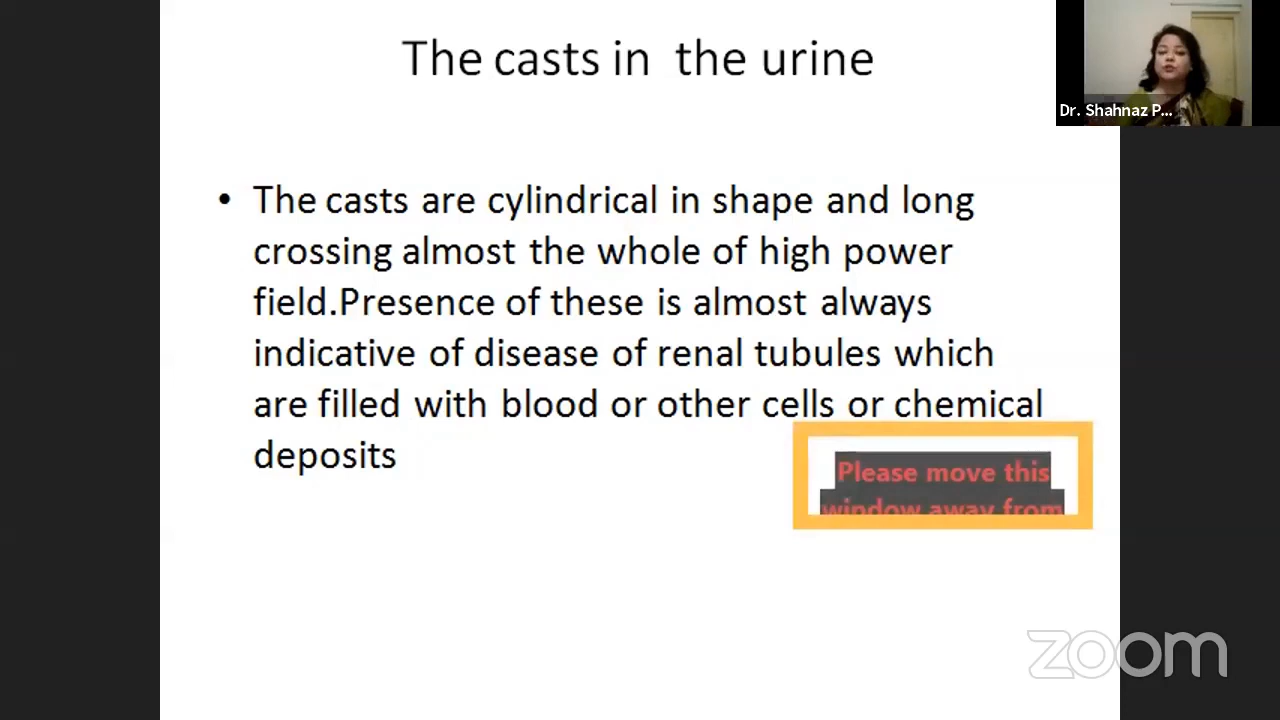 The casts in the urine
Dr. Shahnaz P...
• The casts are cylindrical in shape and long
crossing almost the whole of high power
field.Presence of these is almost always
indicative of disease of renal tubules which
are filled with blood or other cells or chemical
deposits
Please move this
window away from
zoom